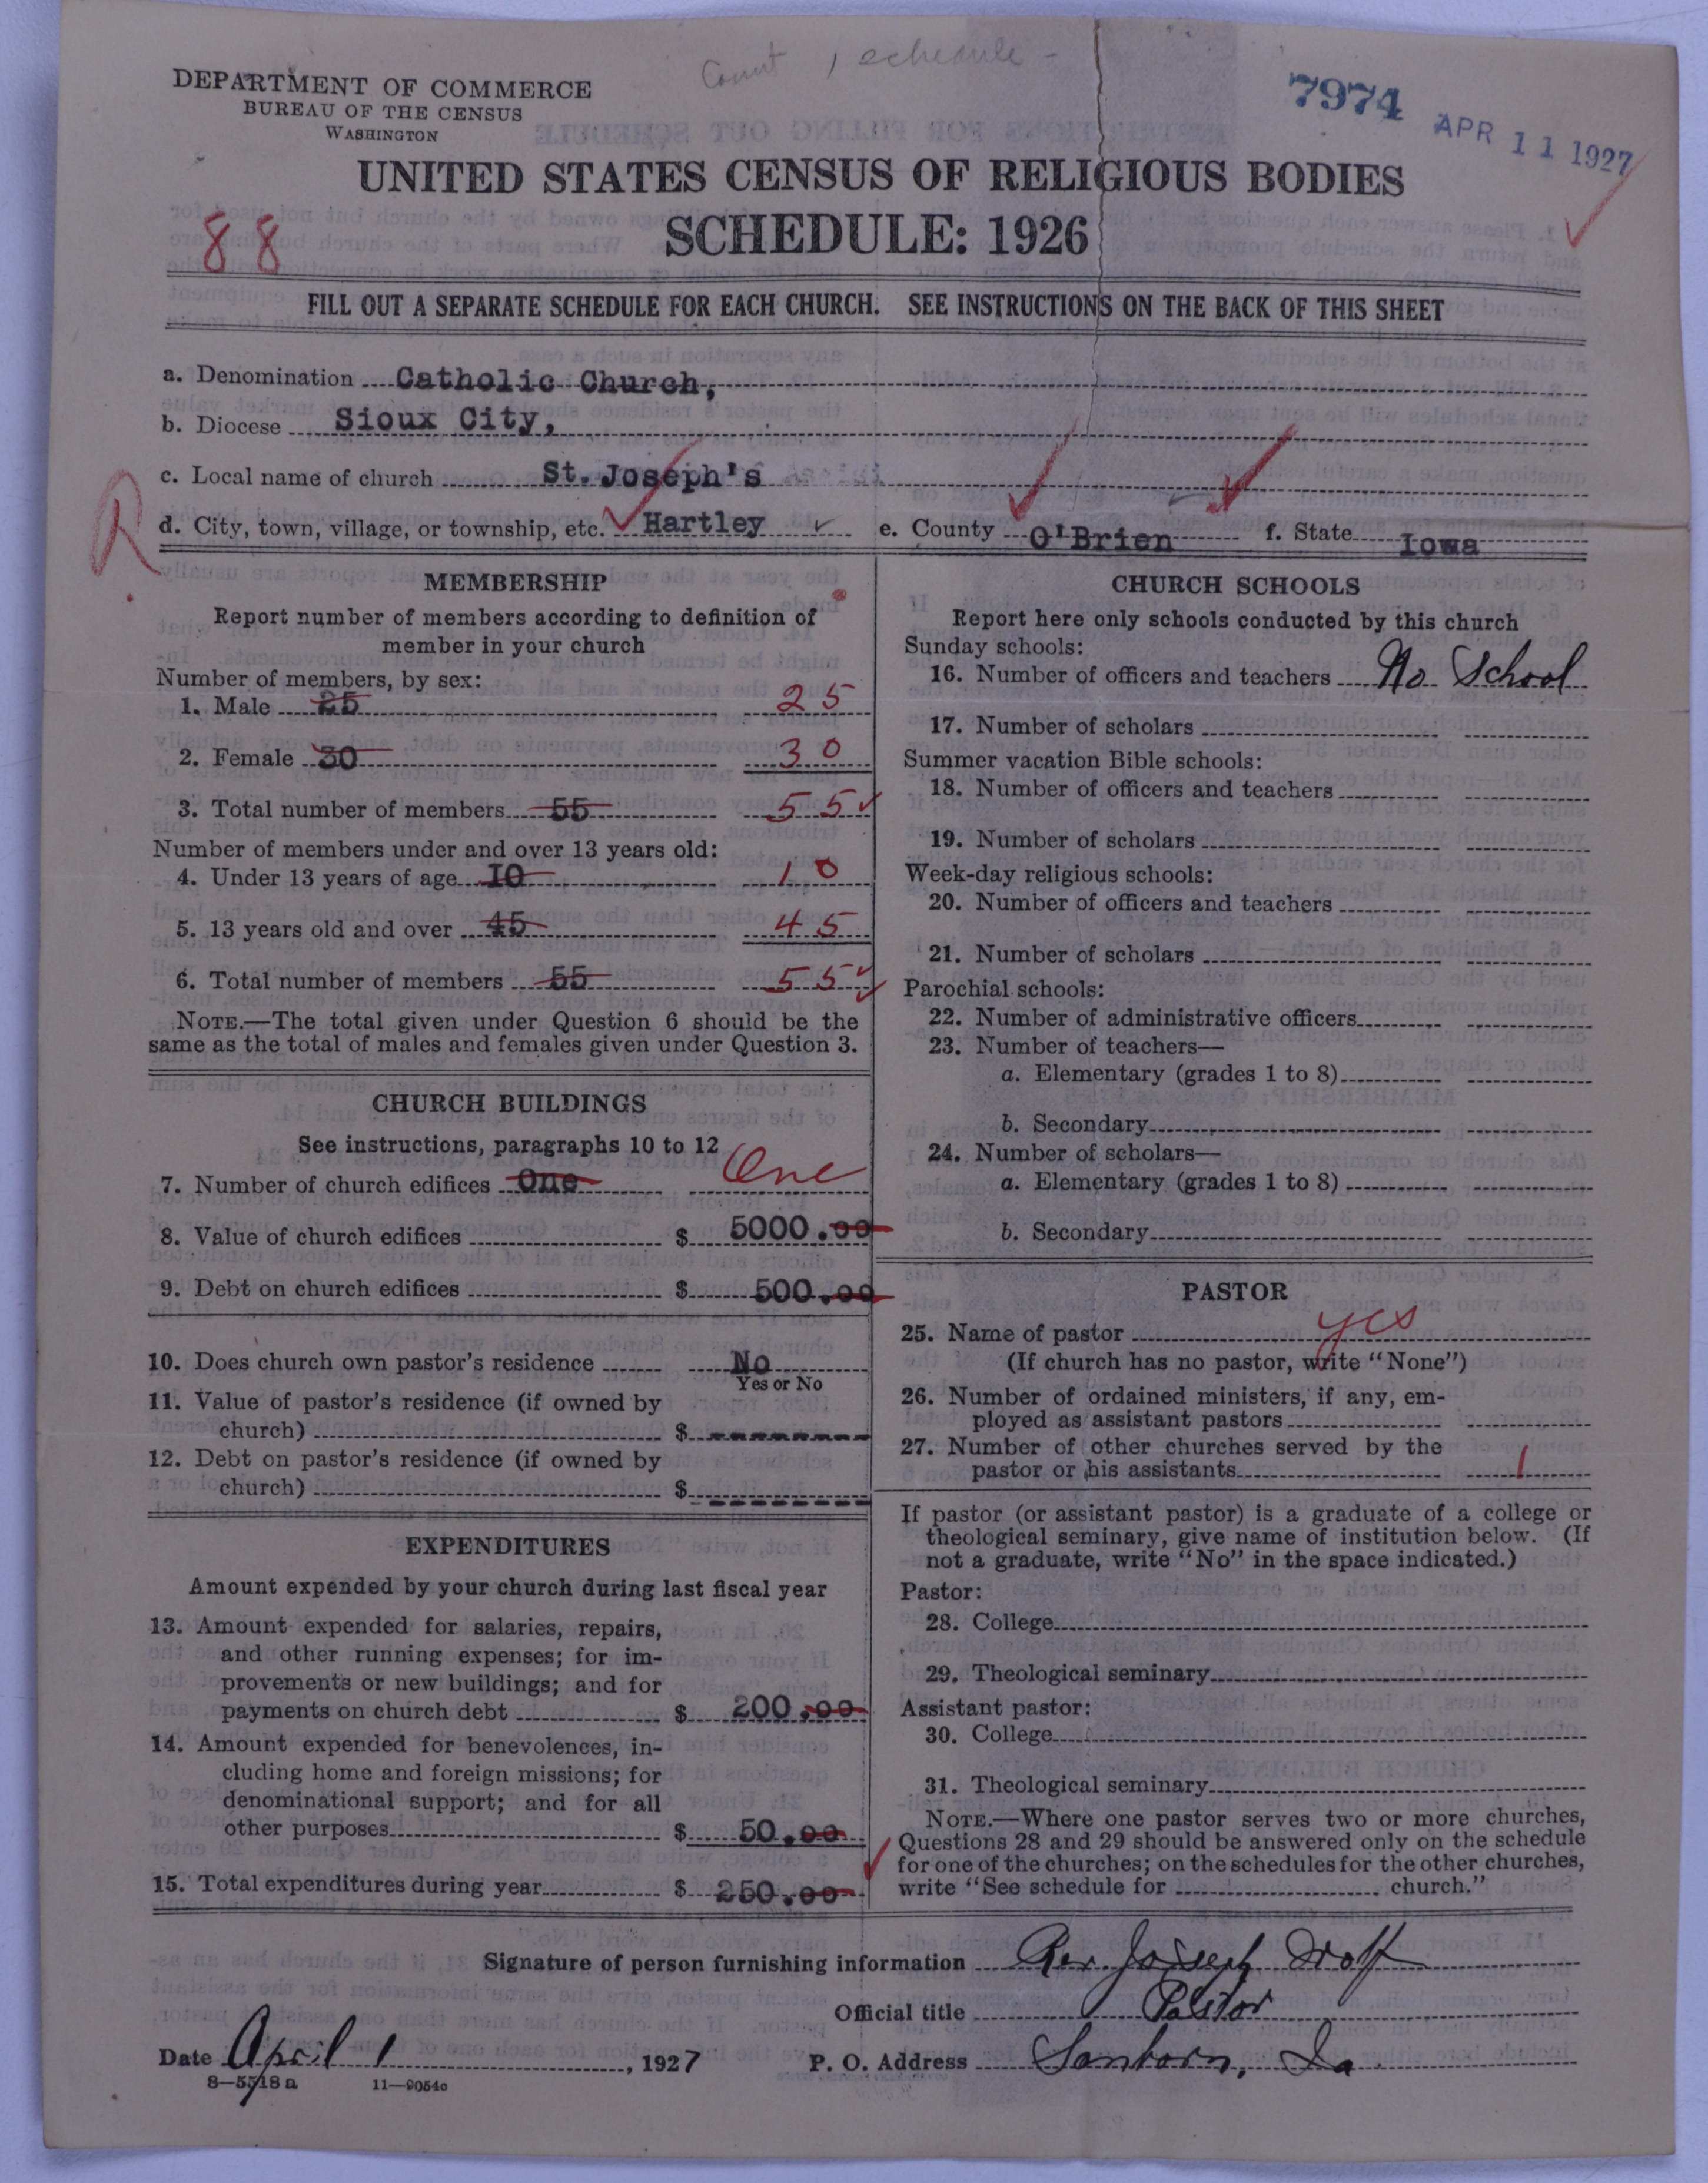 Count 1 schedule -
DEPARTMENT OF COMMERCE
BUREAU OF THE CENSUS
WASHINGTON
7974
APR 11 1927
UNITED STATES CENSUS OF RELIGIOUS BODIES
SCHEDULE: 1926
88
FILL OUT A SEPARATE SCHEDULE FOR EACH CHURCH. SEE INSTRUCTIONS ON THE BACK OF THIS SHEET
a. Denomination Catholic Church,
b. Diocese Sioux City,
c. Local name of church St. Joseph's
R
d. City, town, village, or township, etc. Hartley e. County O'Brien f. State Iowa
MEMBERSHIP
Report number of members according to definition of
member in your church
Number of members, by sex:
1. Male 25 25
2. Female 30 30
3. Total number of members 55 55
Number of members under and over 13 years old:
4. Under 13 years of age 10 10
5. 13 years old and over 45 45
6. Total number of members 55 55
NOTE.—The total given under Question 6 should be the
same as the total of males and females given under Question 3.
CHURCH BUILDINGS
See instructions, paragraphs 10 to 12
7. Number of church edifices One One
8. Value of church edifices $ 5000.00
9. Debt on church edifices $ 500.00
10. Does church own pastor's residence No
Yes or No
11. Value of pastor's residence (if owned by
church) $ --------
12. Debt on pastor's residence (if owned by
church) $ --------
EXPENDITURES
Amount expended by your church during last fiscal year
13. Amount expended for salaries, repairs,
and other running expenses; for im-
provements or new buildings; and for
payments on church debt $ 200.00
14. Amount expended for benevolences, in-
cluding home and foreign missions; for
denominational support; and for all
other purposes $ 50.00
15. Total expenditures during year $ 250.00
CHURCH SCHOOLS
Report here only schools conducted by this church
Sunday schools:
16. Number of officers and teachers No School
17. Number of scholars
Summer vacation Bible schools:
18. Number of officers and teachers
19. Number of scholars
Week-day religious schools:
20. Number of officers and teachers
21. Number of scholars
Parochial schools:
22. Number of administrative officers
23. Number of teachers—
a. Elementary (grades 1 to 8)
b. Secondary
24. Number of scholars—
a. Elementary (grades 1 to 8)
b. Secondary
PASTOR
25. Name of pastor yes
(If church has no pastor, write "None")
26. Number of ordained ministers, if any, em-
ployed as assistant pastors
27. Number of other churches served by the
pastor or his assistants 1
If pastor (or assistant pastor) is a graduate of a college or
theological seminary, give name of institution below. (If
not a graduate, write "No" in the space indicated.)
Pastor:
28. College
29. Theological seminary
Assistant pastor:
30. College
31. Theological seminary
NOTE.—Where one pastor serves two or more churches,
Questions 28 and 29 should be answered only on the schedule
for one of the churches; on the schedules for the other churches,
write "See schedule for church."
Signature of person furnishing information Rev. Joseph Wolf
Official title Pastor
Date April 1, 1927 P. O. Address Sanborn, Ia
8—5518a 11—9054c